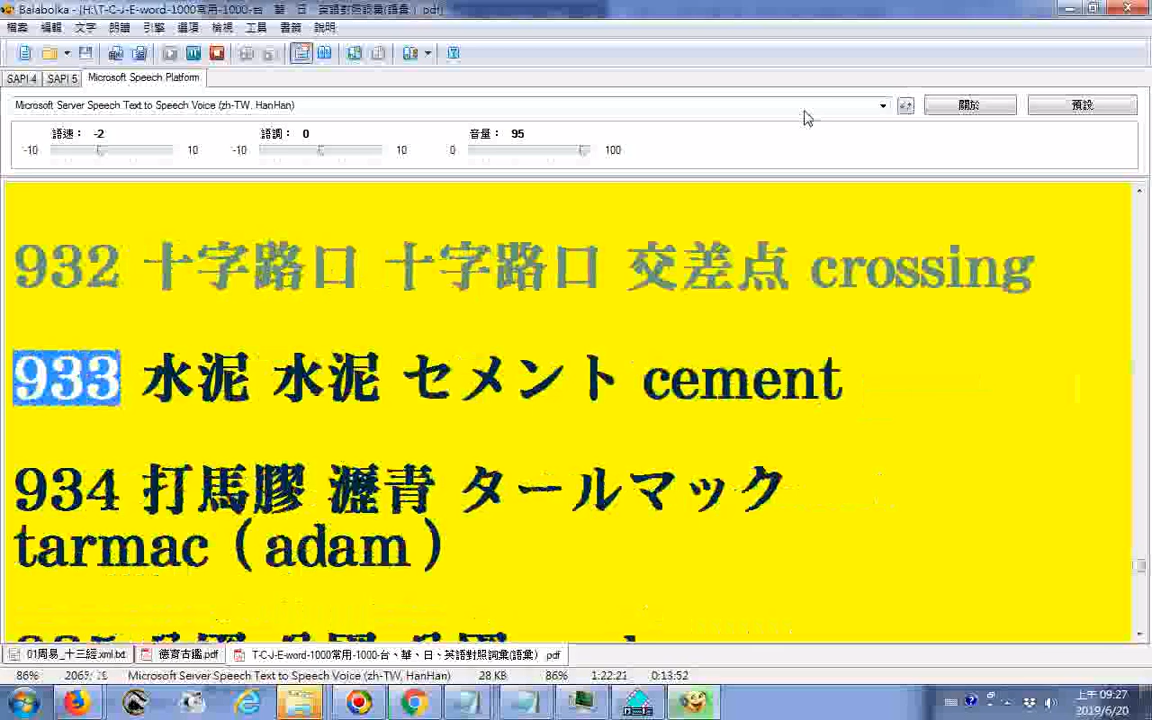 Balabolka - [H:\T-C-J-E-word-1000常用-1000-台、華、日、英語對照詞彙(語彙).pdf]
檔案 編輯 文字 朗讀 引擎 選項 檢視 工具 書籤 說明
SAPI 4 SAPI 5 Microsoft Speech Platform
Microsoft Server Speech Text to Speech Voice (zh-TW, HanHan) 關於 預設
語速： -2 語調： 0 音量： 95
-10 10 -10 10 0 100
932 十字路口 十字路口 交差点 crossing
933 水泥 水泥 セメント cement
934 打馬膠 瀝青 タールマック
tarmac（adam）
01周易_十三經.xml.txt 德育古鑑.pdf T-C-J-E-word-1000常用-1000-台、華、日、英語對照詞彙(語彙).pdf
86% Microsoft Server Speech Text to Speech Voice (zh-TW, HanHan) 28 KB 86% 1:22:21 0:13:52
上午 09:27
2019/6/20